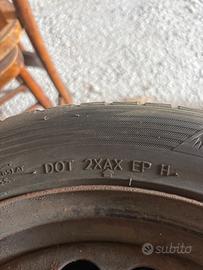 DOT 2XAX EP H
subito